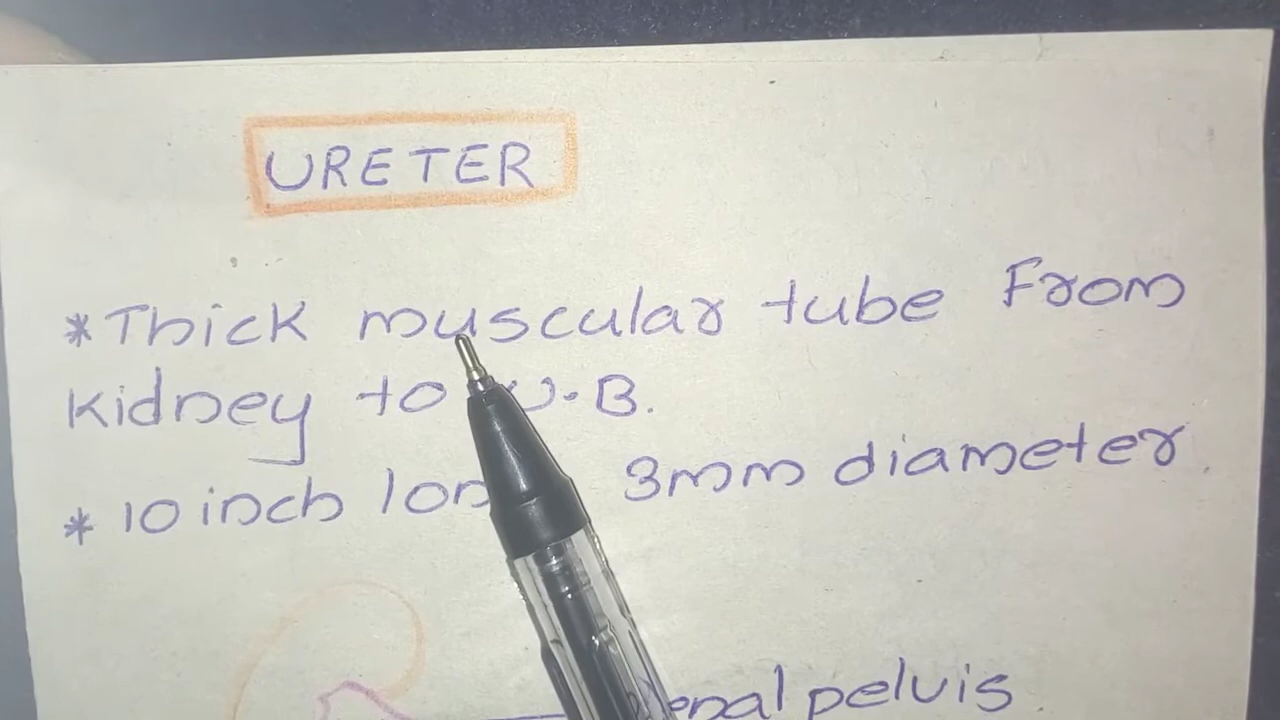 URETER
*Thick muscular tube From
kidney to U.B.
* 10 inch 3mm diameter
pelvis